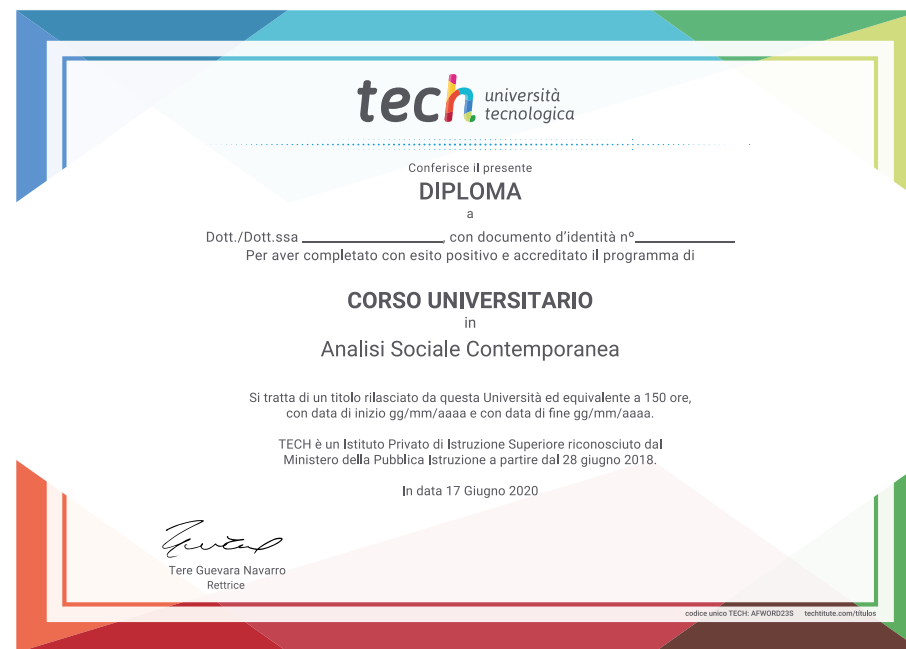 tech università
tecnologica
Conferisce il presente
DIPLOMA
a
Dott./Dott.ssa ____________________, con documento d'identità nº______________
Per aver completato con esito positivo e accreditato il programma di
CORSO UNIVERSITARIO
in
Analisi Sociale Contemporanea
Si tratta di un titolo rilasciato da questa Università ed equivalente a 150 ore,
con data di inizio gg/mm/aaaa e con data di fine gg/mm/aaaa.
TECH è un Istituto Privato di Istruzione Superiore riconosciuto dal
Ministero della Pubblica Istruzione a partire dal 28 giugno 2018.
In data 17 Giugno 2020
Tere Guevara Navarro
Rettrice
codice unico TECH: AFWORD23S techtitute.com/titulos